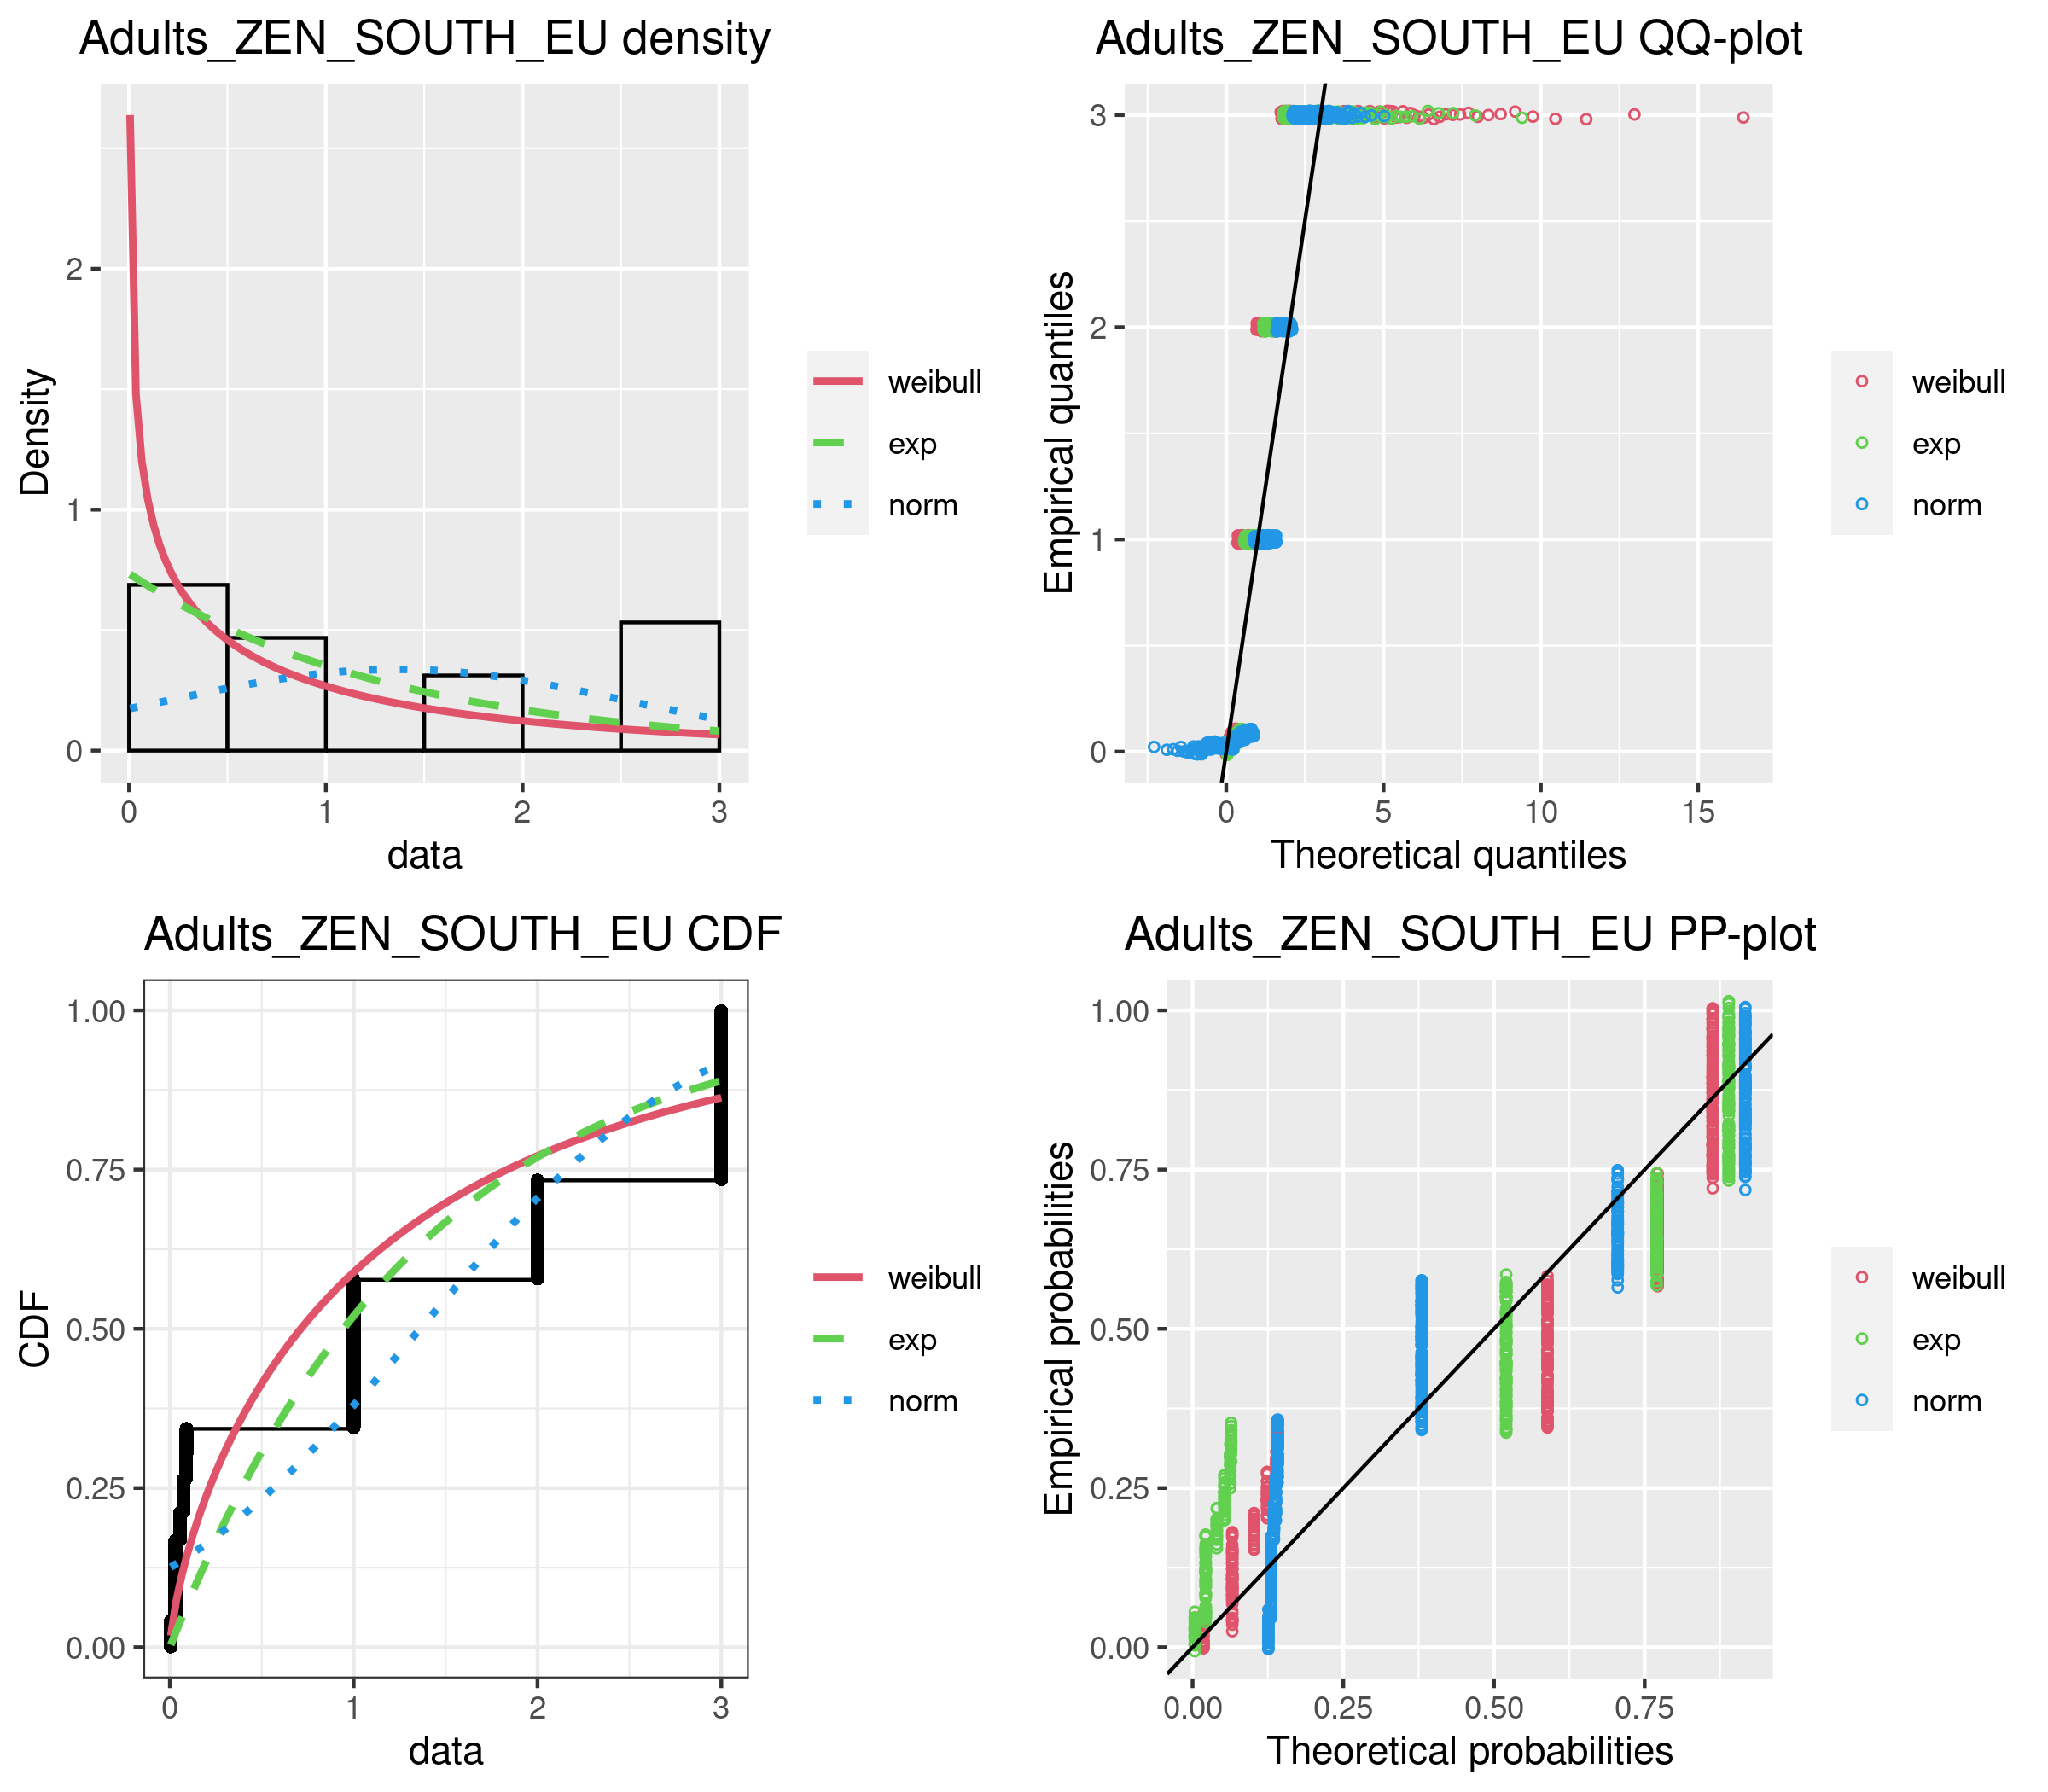 Adults_ZEN_SOUTH_EU density
Density
2
1
0
0 1 2 3
data
weibull
exp
norm
Adults_ZEN_SOUTH_EU QQ-plot
Empirical quantiles
3
2
1
0
0 5 10 15
Theoretical quantiles
weibull
exp
norm
Adults_ZEN_SOUTH_EU CDF
CDF
1.00
0.75
0.50
0.25
0.00
0 1 2 3
data
weibull
exp
norm
Adults_ZEN_SOUTH_EU PP-plot
Empirical probabilities
1.00
0.75
0.50
0.25
0.00
0.00 0.25 0.50 0.75
Theoretical probabilities
weibull
exp
norm